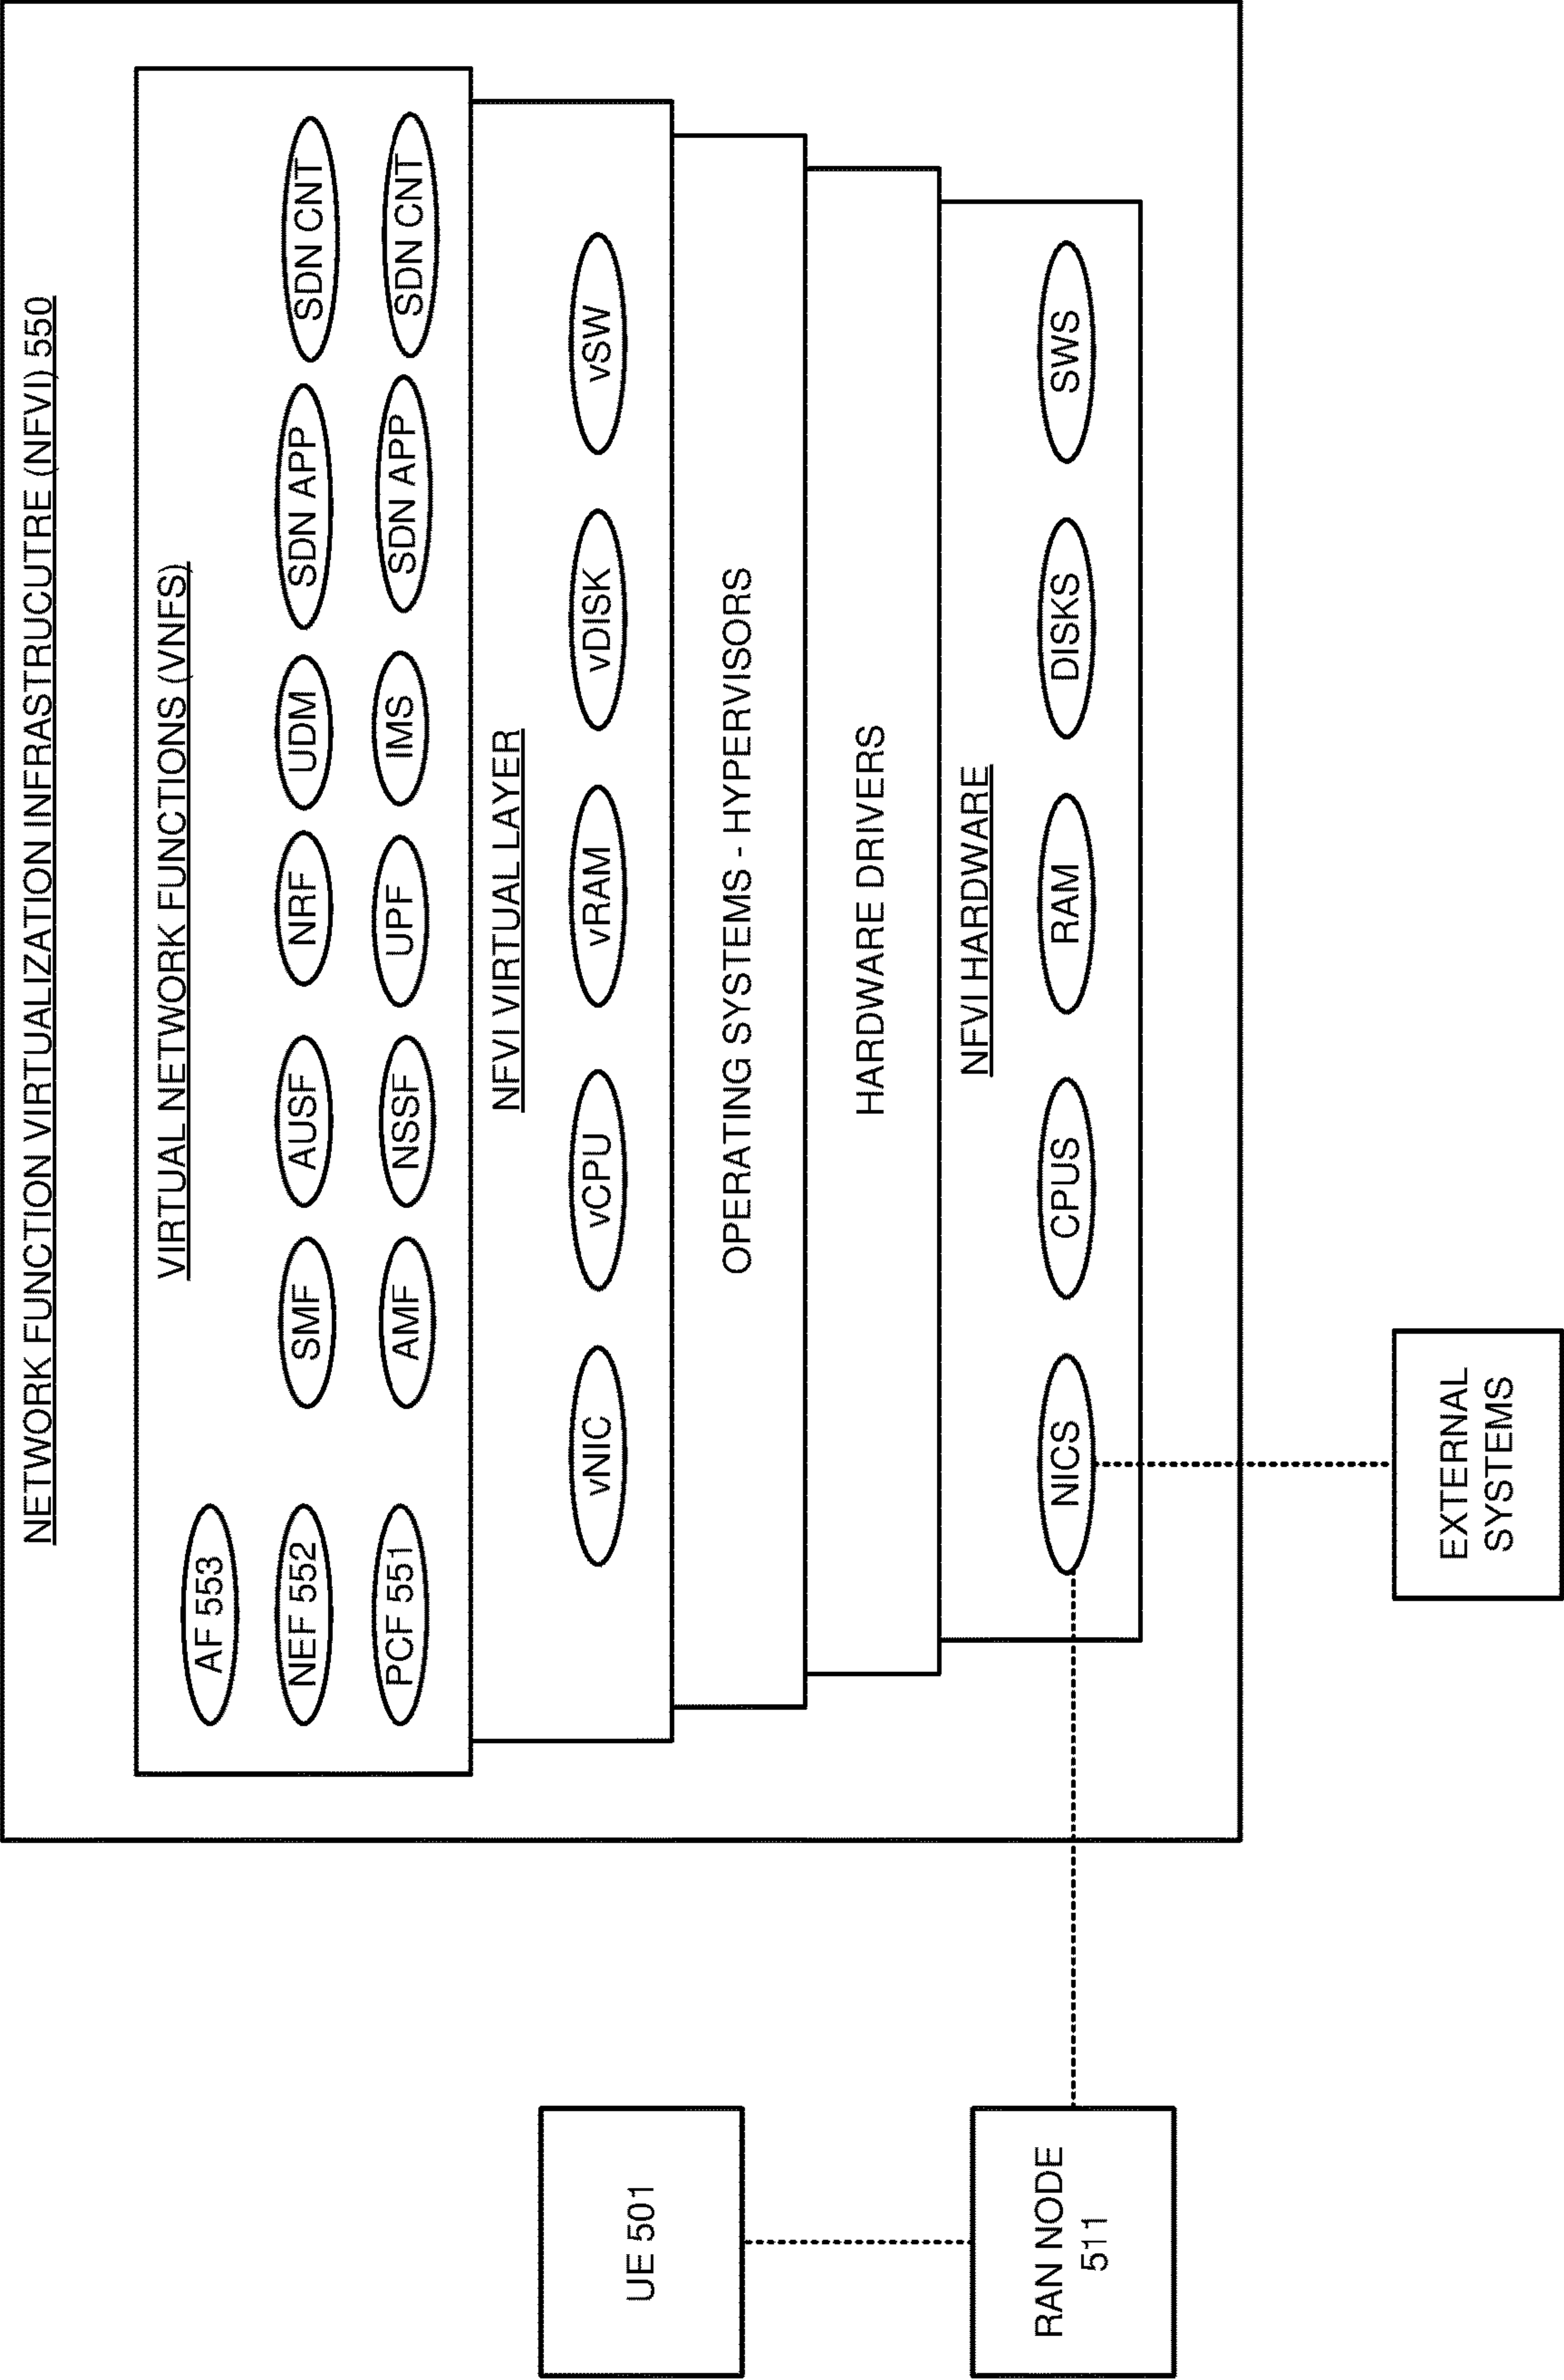 NETWORK FUNCTION VIRTUALIZATION INFRASTRUCUTRE (NFVI) 550
VIRTUAL NETWORK FUNCTIONS (VNFS)
AF 553
NEF 552
SMF
AUSF
NRF
UDM
SDN APP
SDN CNT
PCF 551
AMF
NSSF
UPF
IMS
SDN APP
SDN CNT
NFVI VIRTUAL LAYER
vNIC
vCPU
vRAM
vDISK
vSW
OPERATING SYSTEMS - HYPERVISORS
HARDWARE DRIVERS
NFVI HARDWARE
NICS
CPUS
RAM
DISKS
SWS
UE 501
RAN NODE
511
EXTERNAL
SYSTEMS